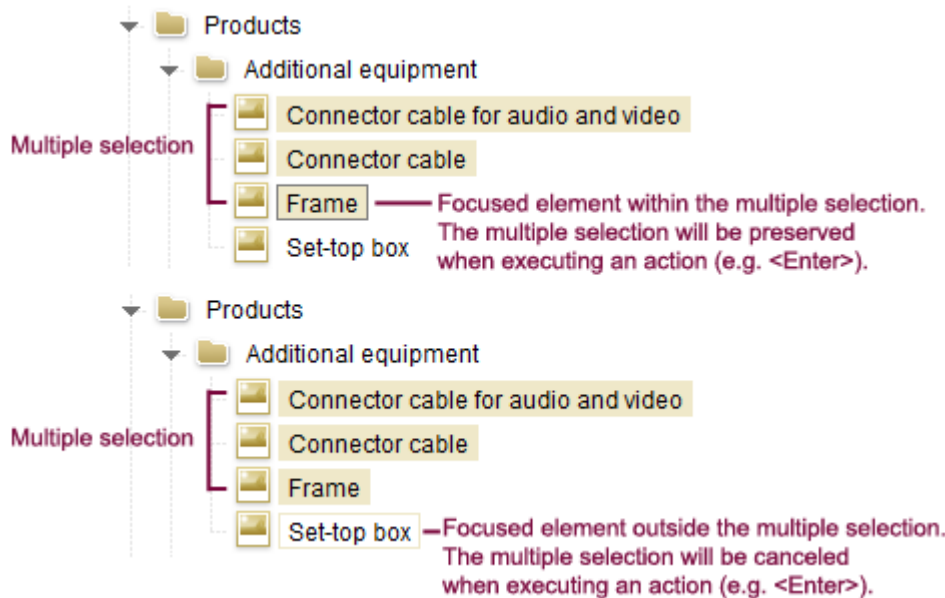 Products
Additional equipment
Connector cable for audio and video
Multiple selection
Connector cable
Frame
Focused element within the multiple selection.
Set-top box
The multiple selection will be preserved
when executing an action (e.g. <Enter>).
Products
Additional equipment
Connector cable for audio and video
Multiple selection
Connector cable
Frame
Set-top box
Focused element outside the multiple selection.
The multiple selection will be canceled
when executing an action (e.g. <Enter>).